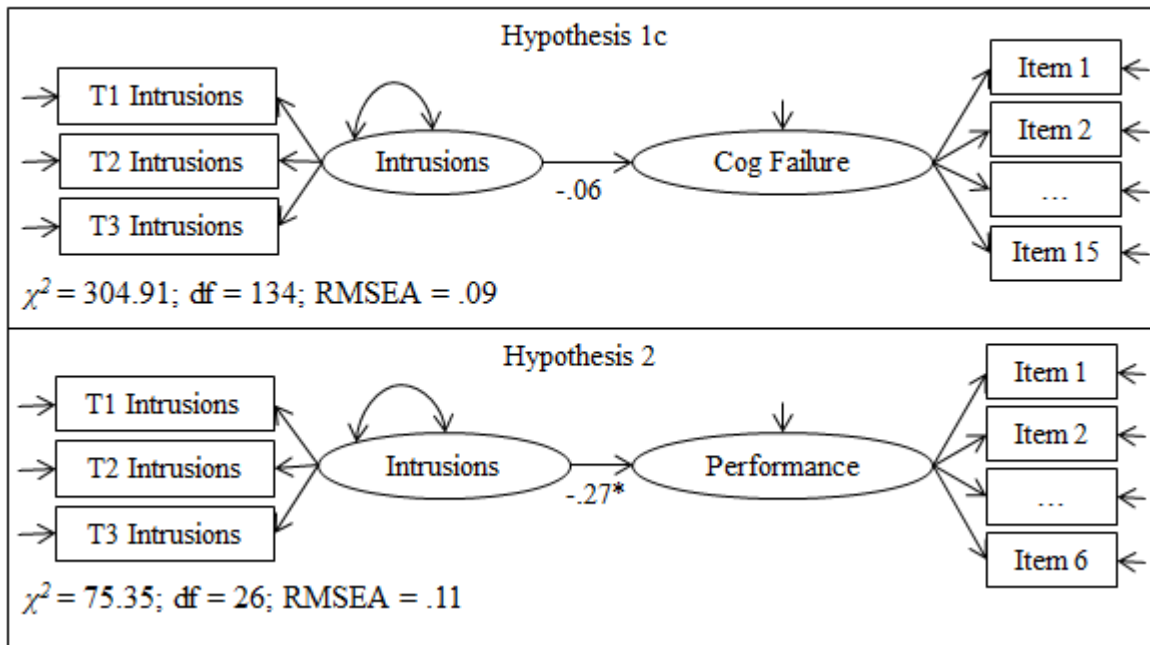 Hypothesis 1c
T1 Intrusions
T2 Intrusions
T3 Intrusions
Intrusions
-.06
Cog Failure
Item 1
Item 2
...
Item 15
χ² = 304.91; df = 134; RMSEA = .09
Hypothesis 2
T1 Intrusions
T2 Intrusions
T3 Intrusions
Intrusions
-.27*
Performance
Item 1
Item 2
...
Item 6
χ² = 75.35; df = 26; RMSEA = .11